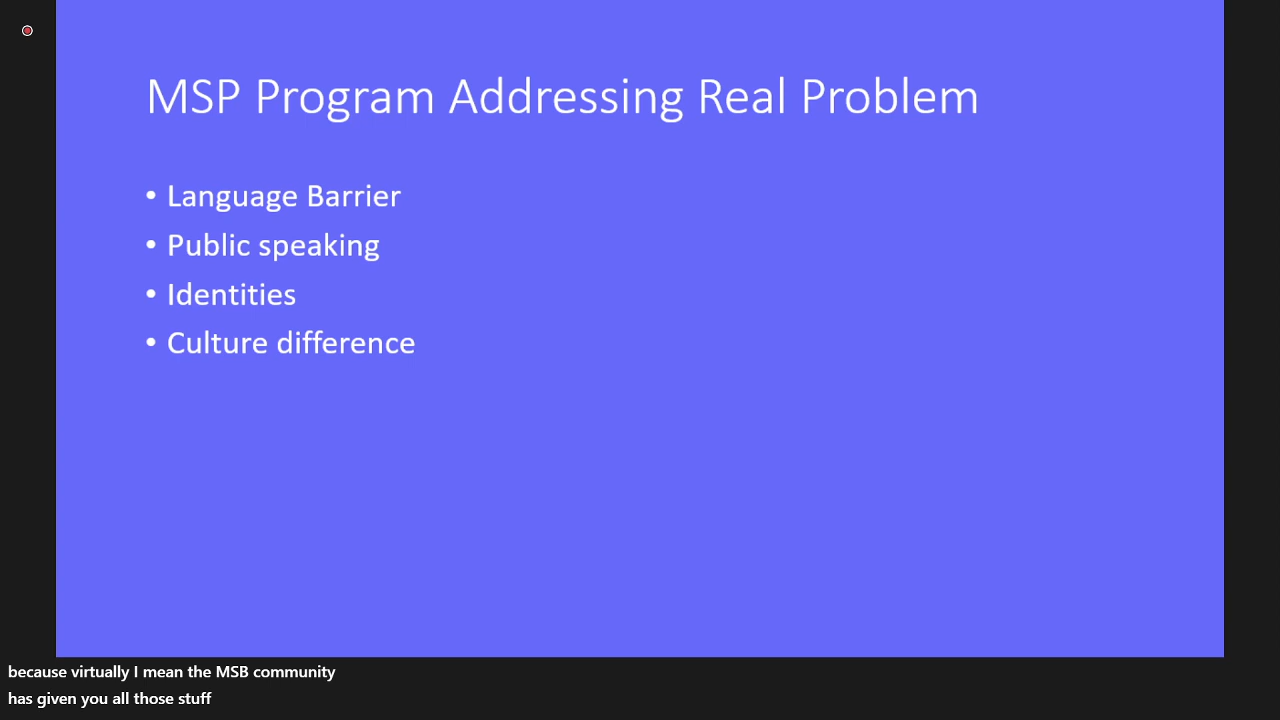 MSP Program Addressing Real Problem
• Language Barrier
• Public speaking
• Identities
• Culture difference
because virtually I mean the MSB community
has given you all those stuff